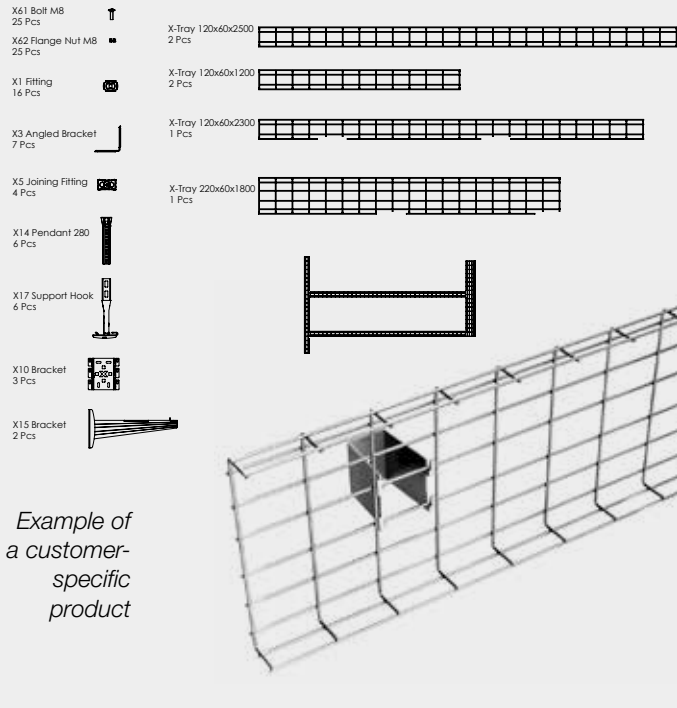 X61 Bolt M8
25 Pcs
X62 Flange Nut M8
25 Pcs
X1 Fitting
16 Pcs
X3 Angled Bracket
7 Pcs
X5 Joining Fitting
4 Pcs
X14 Pendant 280
6 Pcs
X17 Support Hook
6 Pcs
X10 Bracket
3 Pcs
X15 Bracket
2 Pcs
X-Tray 120x60x2500
2 Pcs
X-Tray 120x60x1200
2 Pcs
X-Tray 120x60x2300
1 Pcs
X-Tray 220x60x1800
1 Pcs
Example of
a customer-
specific
product